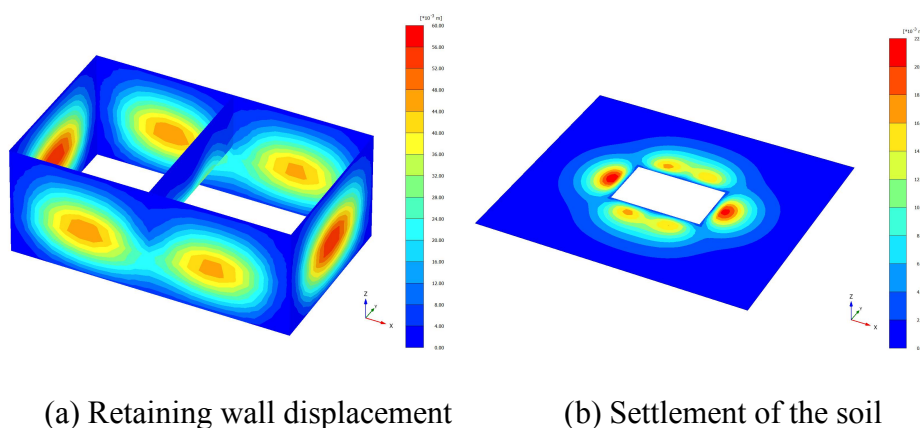 [*10⁻³ m]
60.00
56.00
52.00
48.00
44.00
40.00
36.00
32.00
28.00
24.00
20.00
16.00
12.00
8.00
4.00
0.00
Z
Y
X
[*10⁻³ m]
22
20
18
16
14
12
10
8.
6.
4.
2.
0.
Z
Y
X
(a) Retaining wall displacement
(b) Settlement of the soil